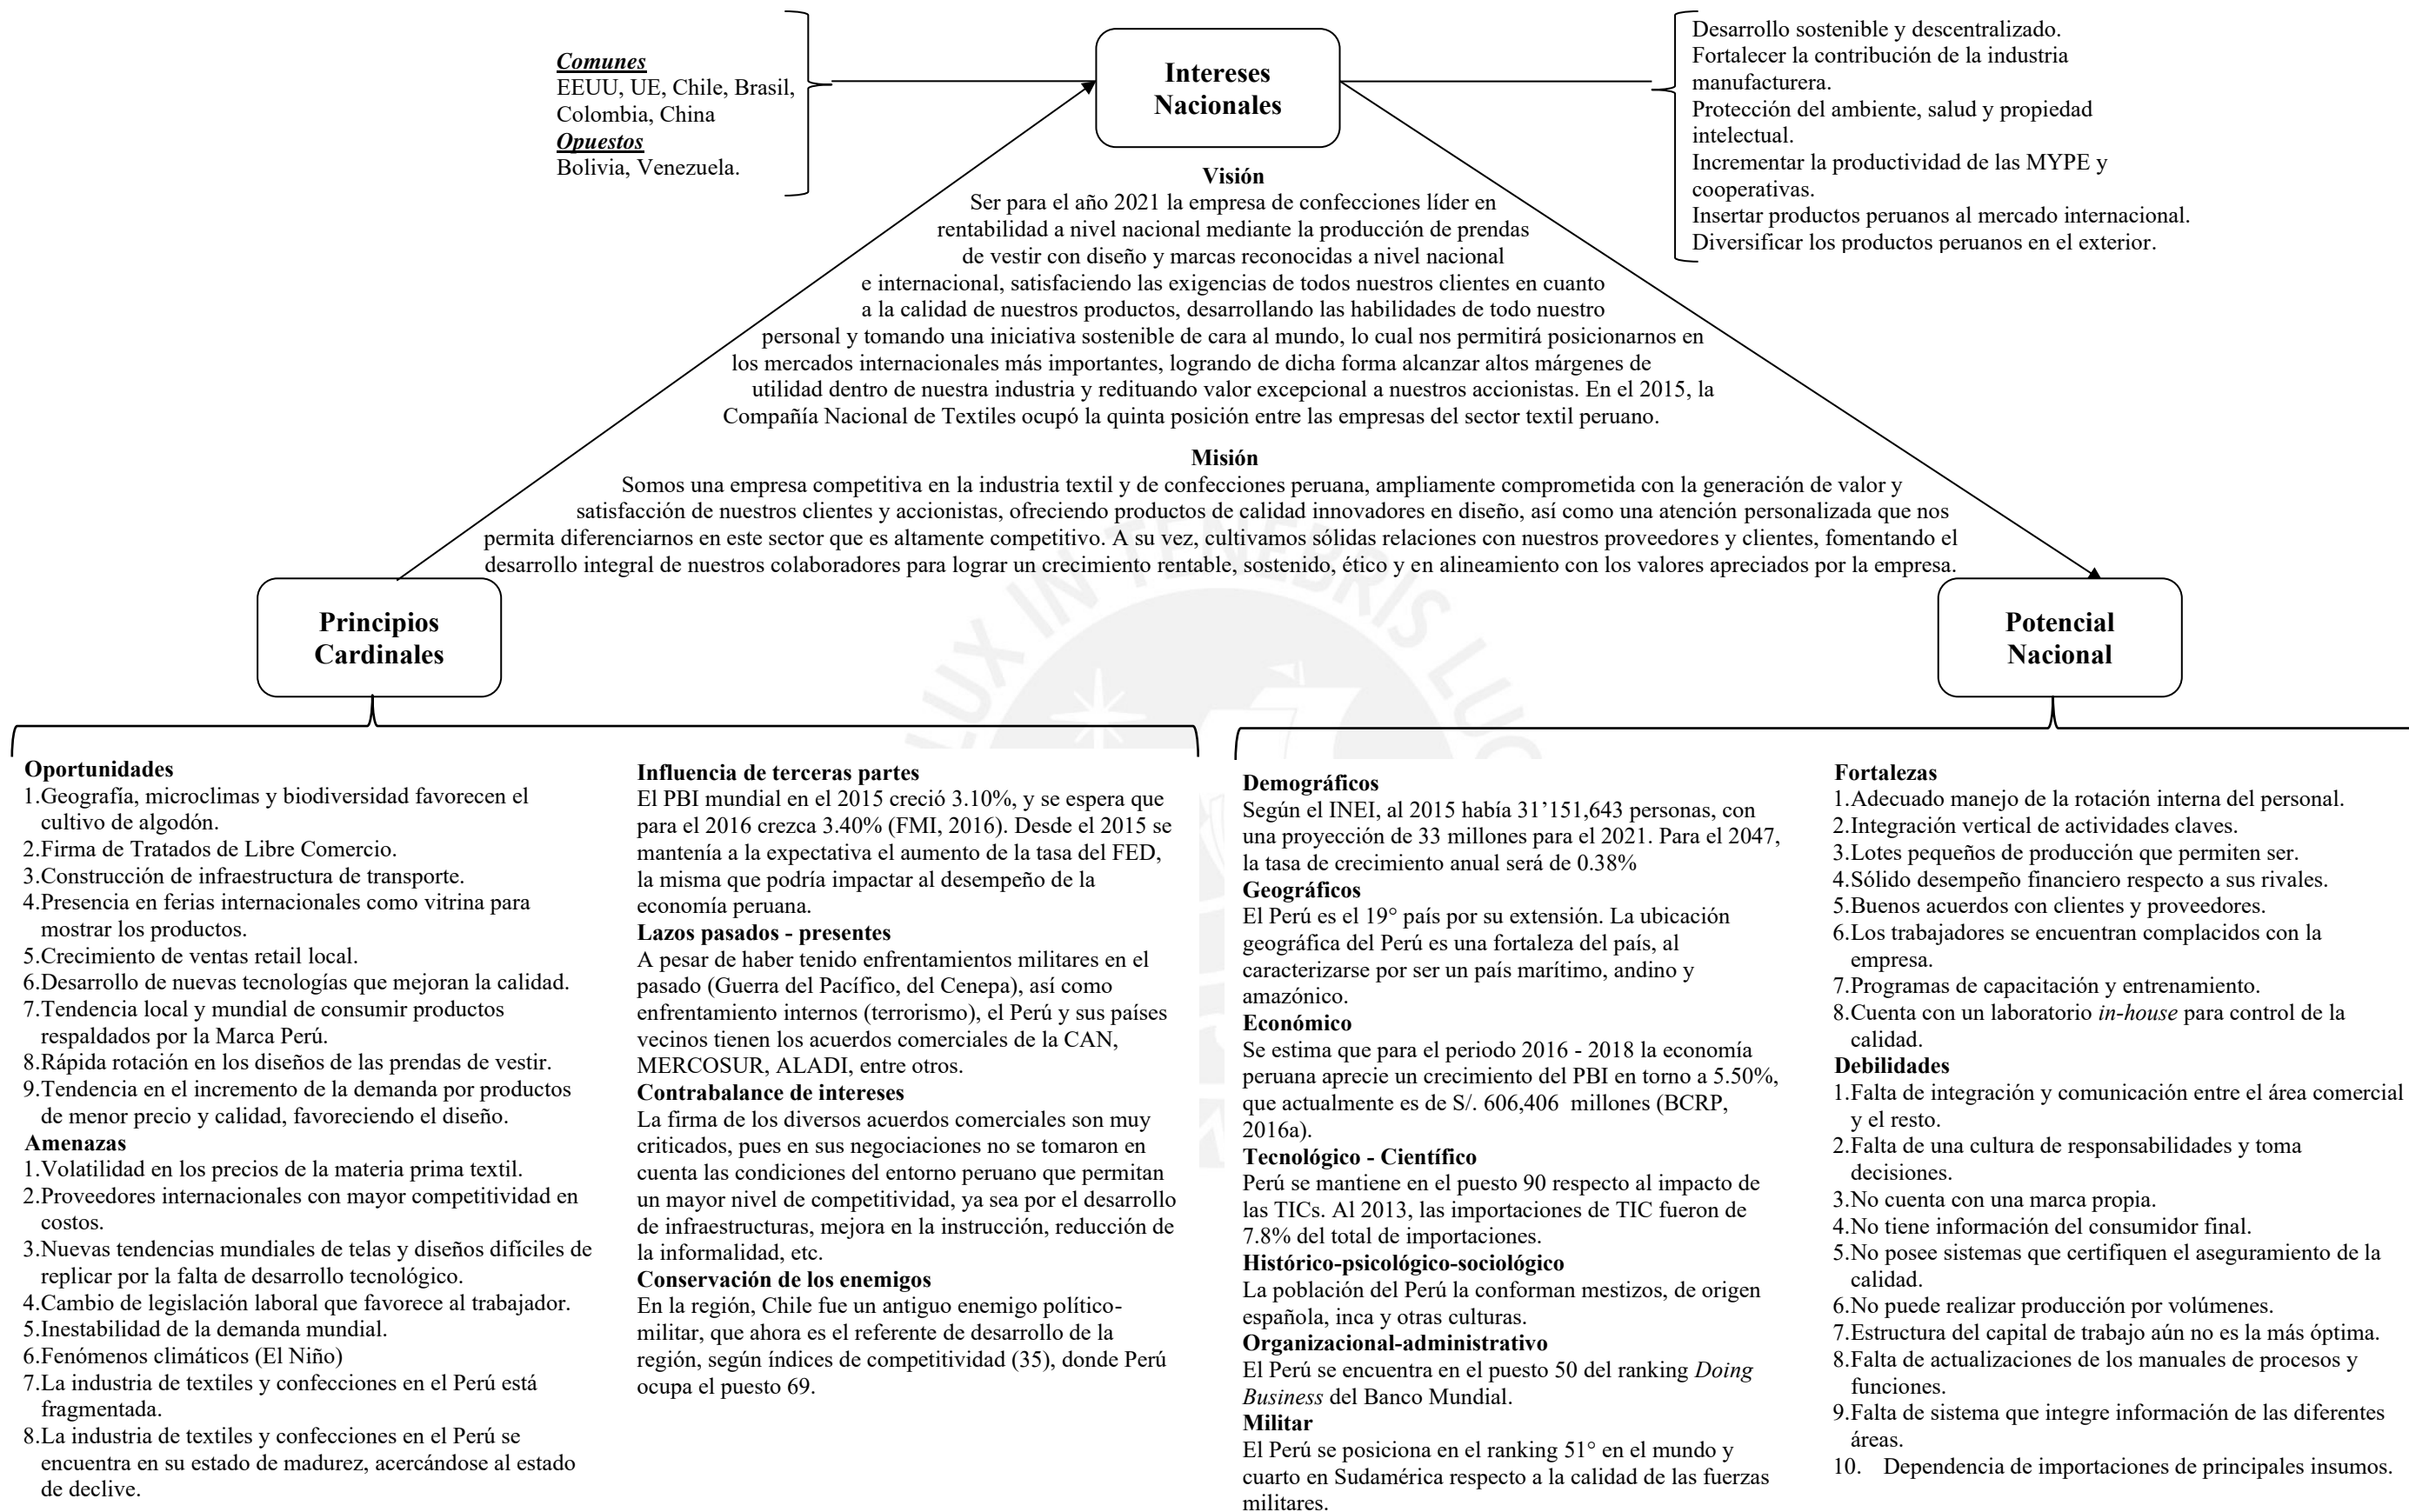 Comunes
EEUU, UE, Chile, Brasil,
Colombia, China
Opuestos
Bolivia, Venezuela.
Intereses
Nacionales
Desarrollo sostenible y descentralizado.
Fortalecer la contribución de la industria
manufacturera.
Protección del ambiente, salud y propiedad
intelectual.
Incrementar la productividad de las MYPE y
cooperativas.
Insertar productos peruanos al mercado internacional.
Diversificar los productos peruanos en el exterior.
Visión
Ser para el año 2021 la empresa de confecciones líder en
rentabilidad a nivel nacional mediante la producción de prendas
de vestir con diseño y marcas reconocidas a nivel nacional
e internacional, satisfaciendo las exigencias de todos nuestros clientes en cuanto
a la calidad de nuestros productos, desarrollando las habilidades de todo nuestro
personal y tomando una iniciativa sostenible de cara al mundo, lo cual nos permitirá posicionarnos en
los mercados internacionales más importantes, logrando de dicha forma alcanzar altos márgenes de
utilidad dentro de nuestra industria y redituando valor excepcional a nuestros accionistas. En el 2015, la
Compañía Nacional de Textiles ocupó la quinta posición entre las empresas del sector textil peruano.
Misión
Somos una empresa competitiva en la industria textil y de confecciones peruana, ampliamente comprometida con la generación de valor y
satisfacción de nuestros clientes y accionistas, ofreciendo productos de calidad innovadores en diseño, así como una atención personalizada que nos
permita diferenciarnos en este sector que es altamente competitivo. A su vez, cultivamos sólidas relaciones con nuestros proveedores y clientes, fomentando el
desarrollo integral de nuestros colaboradores para lograr un crecimiento rentable, sostenido, ético y en alineamiento con los valores apreciados por la empresa.
LUX IN TENEBRIS LUC
Principios
Cardinales
Potencial
Nacional
Oportunidades
1.Geografía, microclimas y biodiversidad favorecen el
cultivo de algodón.
2.Firma de Tratados de Libre Comercio.
3.Construcción de infraestructura de transporte.
4.Presencia en ferias internacionales como vitrina para
mostrar los productos.
5.Crecimiento de ventas retail local.
6.Desarrollo de nuevas tecnologías que mejoran la calidad.
7.Tendencia local y mundial de consumir productos
respaldados por la Marca Perú.
8.Rápida rotación en los diseños de las prendas de vestir.
9.Tendencia en el incremento de la demanda por productos
de menor precio y calidad, favoreciendo el diseño.
Amenazas
1.Volatilidad en los precios de la materia prima textil.
2.Proveedores internacionales con mayor competitividad en
costos.
3.Nuevas tendencias mundiales de telas y diseños difíciles de
replicar por la falta de desarrollo tecnológico.
4.Cambio de legislación laboral que favorece al trabajador.
5.Inestabilidad de la demanda mundial.
6.Fenómenos climáticos (El Niño)
7.La industria de textiles y confecciones en el Perú está
fragmentada.
8.La industria de textiles y confecciones en el Perú se
encuentra en su estado de madurez, acercándose al estado
de declive.
Influencia de terceras partes
El PBI mundial en el 2015 creció 3.10%, y se espera que
para el 2016 crezca 3.40% (FMI, 2016). Desde el 2015 se
mantenía a la expectativa el aumento de la tasa del FED,
la misma que podría impactar al desempeño de la
economía peruana.
Lazos pasados - presentes
A pesar de haber tenido enfrentamientos militares en el
pasado (Guerra del Pacífico, del Cenepa), así como
enfrentamiento internos (terrorismo), el Perú y sus países
vecinos tienen los acuerdos comerciales de la CAN,
MERCOSUR, ALADI, entre otros.
Contrabalance de intereses
La firma de los diversos acuerdos comerciales son muy
criticados, pues en sus negociaciones no se tomaron en
cuenta las condiciones del entorno peruano que permitan
un mayor nivel de competitividad, ya sea por el desarrollo
de infraestructuras, mejora en la instrucción, reducción de
la informalidad, etc.
Conservación de los enemigos
En la región, Chile fue un antiguo enemigo político-
militar, que ahora es el referente de desarrollo de la
región, según índices de competitividad (35), donde Perú
ocupa el puesto 69.
Demográficos
Según el INEI, al 2015 había 31’151,643 personas, con
una proyección de 33 millones para el 2021. Para el 2047,
la tasa de crecimiento anual será de 0.38%
Geográficos
El Perú es el 19° país por su extensión. La ubicación
geográfica del Perú es una fortaleza del país, al
caracterizarse por ser un país marítimo, andino y
amazónico.
Económico
Se estima que para el periodo 2016 - 2018 la economía
peruana aprecie un crecimiento del PBI en torno a 5.50%,
que actualmente es de S/. 606,406 millones (BCRP,
2016a).
Tecnológico - Científico
Perú se mantiene en el puesto 90 respecto al impacto de
las TICs. Al 2013, las importaciones de TIC fueron de
7.8% del total de importaciones.
Histórico-psicológico-sociológico
La población del Perú la conforman mestizos, de origen
española, inca y otras culturas.
Organizacional-administrativo
El Perú se encuentra en el puesto 50 del ranking Doing
Business del Banco Mundial.
Militar
El Perú se posiciona en el ranking 51° en el mundo y
cuarto en Sudamérica respecto a la calidad de las fuerzas
militares.
Fortalezas
1.Adecuado manejo de la rotación interna del personal.
2.Integración vertical de actividades claves.
3.Lotes pequeños de producción que permiten ser.
4.Sólido desempeño financiero respecto a sus rivales.
5.Buenos acuerdos con clientes y proveedores.
6.Los trabajadores se encuentran complacidos con la
empresa.
7.Programas de capacitación y entrenamiento.
8.Cuenta con un laboratorio in-house para control de la
calidad.
Debilidades
1.Falta de integración y comunicación entre el área comercial
y el resto.
2.Falta de una cultura de responsabilidades y toma
decisiones.
3.No cuenta con una marca propia.
4.No tiene información del consumidor final.
5.No posee sistemas que certifiquen el aseguramiento de la
calidad.
6.No puede realizar producción por volúmenes.
7.Estructura del capital de trabajo aún no es la más óptima.
8.Falta de actualizaciones de los manuales de procesos y
funciones.
9.Falta de sistema que integre información de las diferentes
áreas.
10. Dependencia de importaciones de principales insumos.